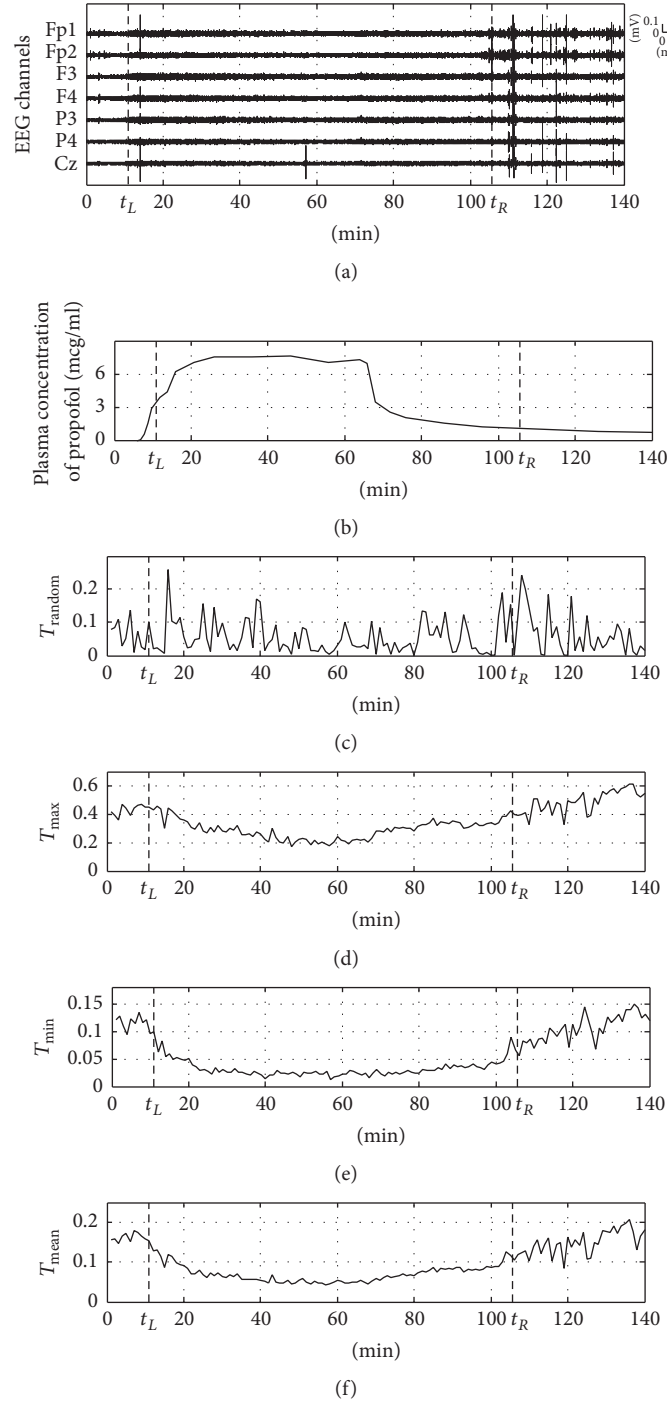 EEG channels
Fp1
Fp2
F3
F4
P3
P4
Cz
(mV)
0.1
0
0
0 t_L 20 40 60 80 100 t_R 120 140
(min)
(a)
Plasma concentration
of propofol (mcg/ml)
6
3
0
0 t_L 20 40 60 80 100 t_R 120 140
(min)
(b)
T_random
0.2
0.1
0
0 t_L 20 40 60 80 100 t_R 120 140
(min)
(c)
T_max
0.6
0.4
0.2
0
0 t_L 20 40 60 80 100 t_R 120 140
(min)
(d)
T_min
0.15
0.1
0.05
0
0 t_L 20 40 60 80 100 t_R 120 140
(min)
(e)
T_mean
0.2
0.1
0
0 t_L 20 40 60 80 100 t_R 120 140
(min)
(f)